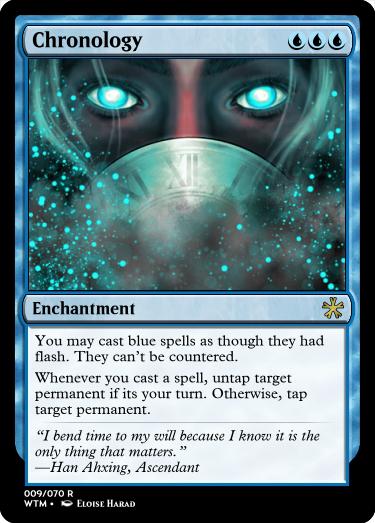 Chronology
XII
Enchantment
You may cast blue spells as though they had
flash. They can't be countered.
Whenever you cast a spell, untap target
permanent if its your turn. Otherwise, tap
target permanent.
“I bend time to my will because I know it is the
only thing that matters.”
—Han Ahxing, Ascendant
009/070 R
WTM • Eloise Harad